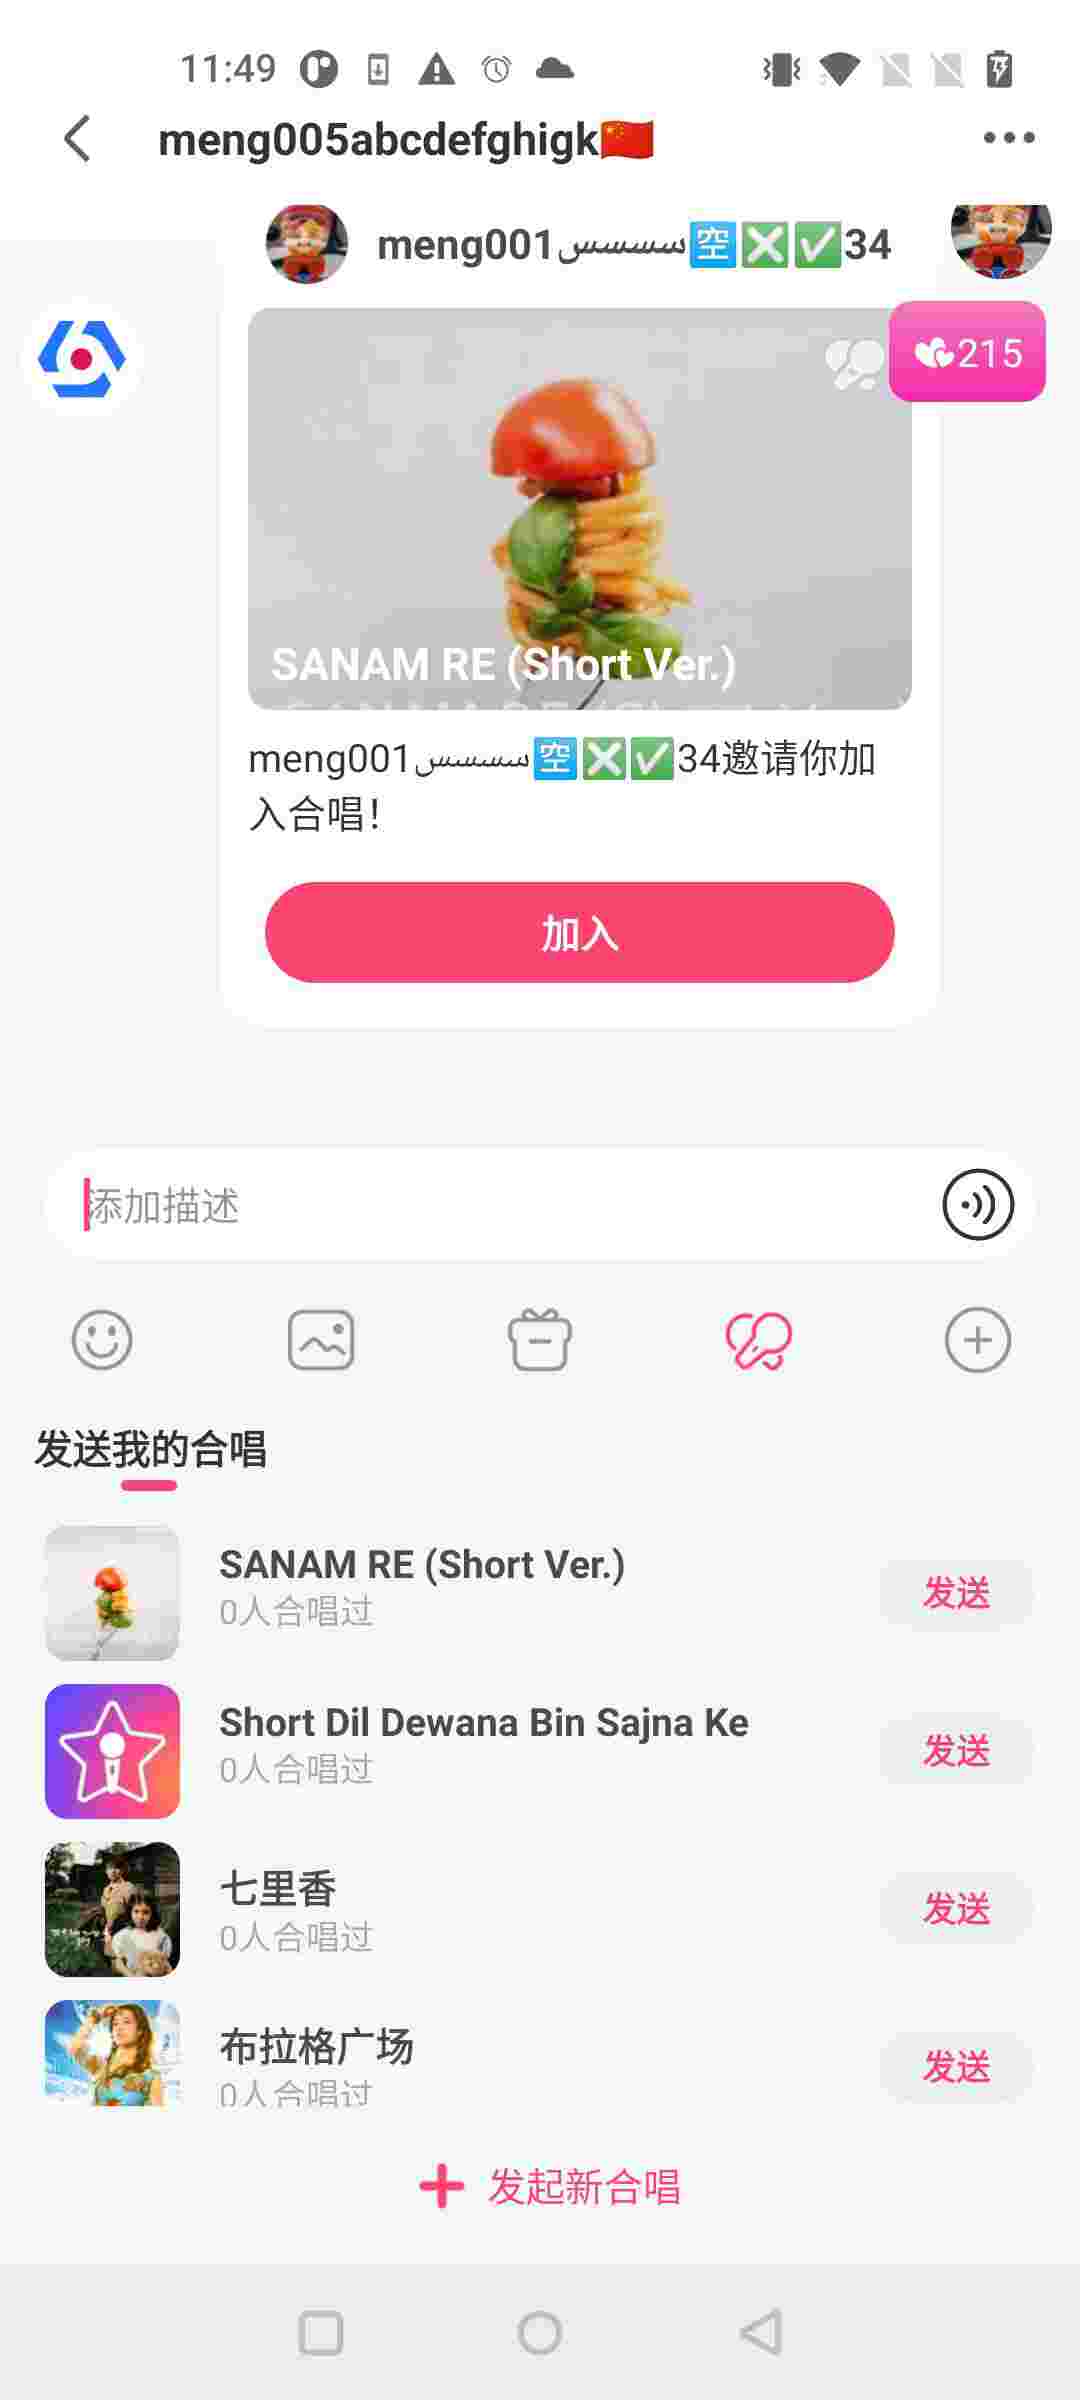 11:49
meng005abcdefghigk🇨🇳
meng001سسسس🈳❎✅34
215
SANAM RE (Short Ver.)
meng001سسسس🈳❎✅34邀请你加
入合唱!
加入
添加描述
发送我的合唱
SANAM RE (Short Ver.)
0人合唱过
发送
Short Dil Dewana Bin Sajna Ke
0人合唱过
发送
七里香
0人合唱过
发送
布拉格广场
0人合唱过
发送
发起新合唱